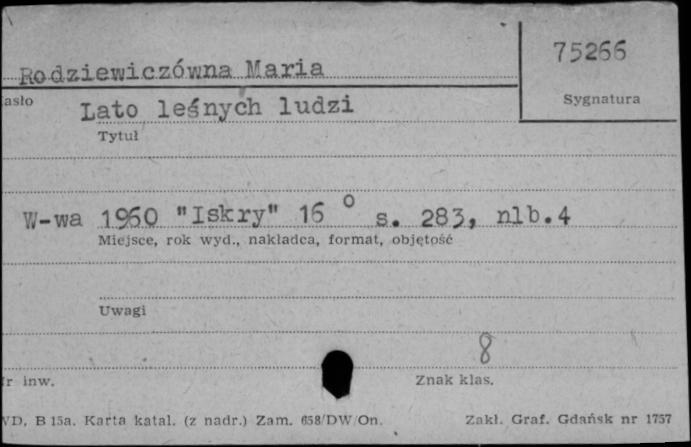 75266
Rodziewiczówna Maria
asło
Sygnatura
Lato leśnych ludzi
Tytuł
W-wa 1960 "Iskry" 16° s. 283, nlb.4
Miejsce, rok wyd., nakładca, format, objętość
Uwagi
8
r inw.
Znak klas.
VD. B 15a. Karta katal. (z nadr.) Zam. 658/DW/On.
Zakł. Graf. Gdańsk nr 1757